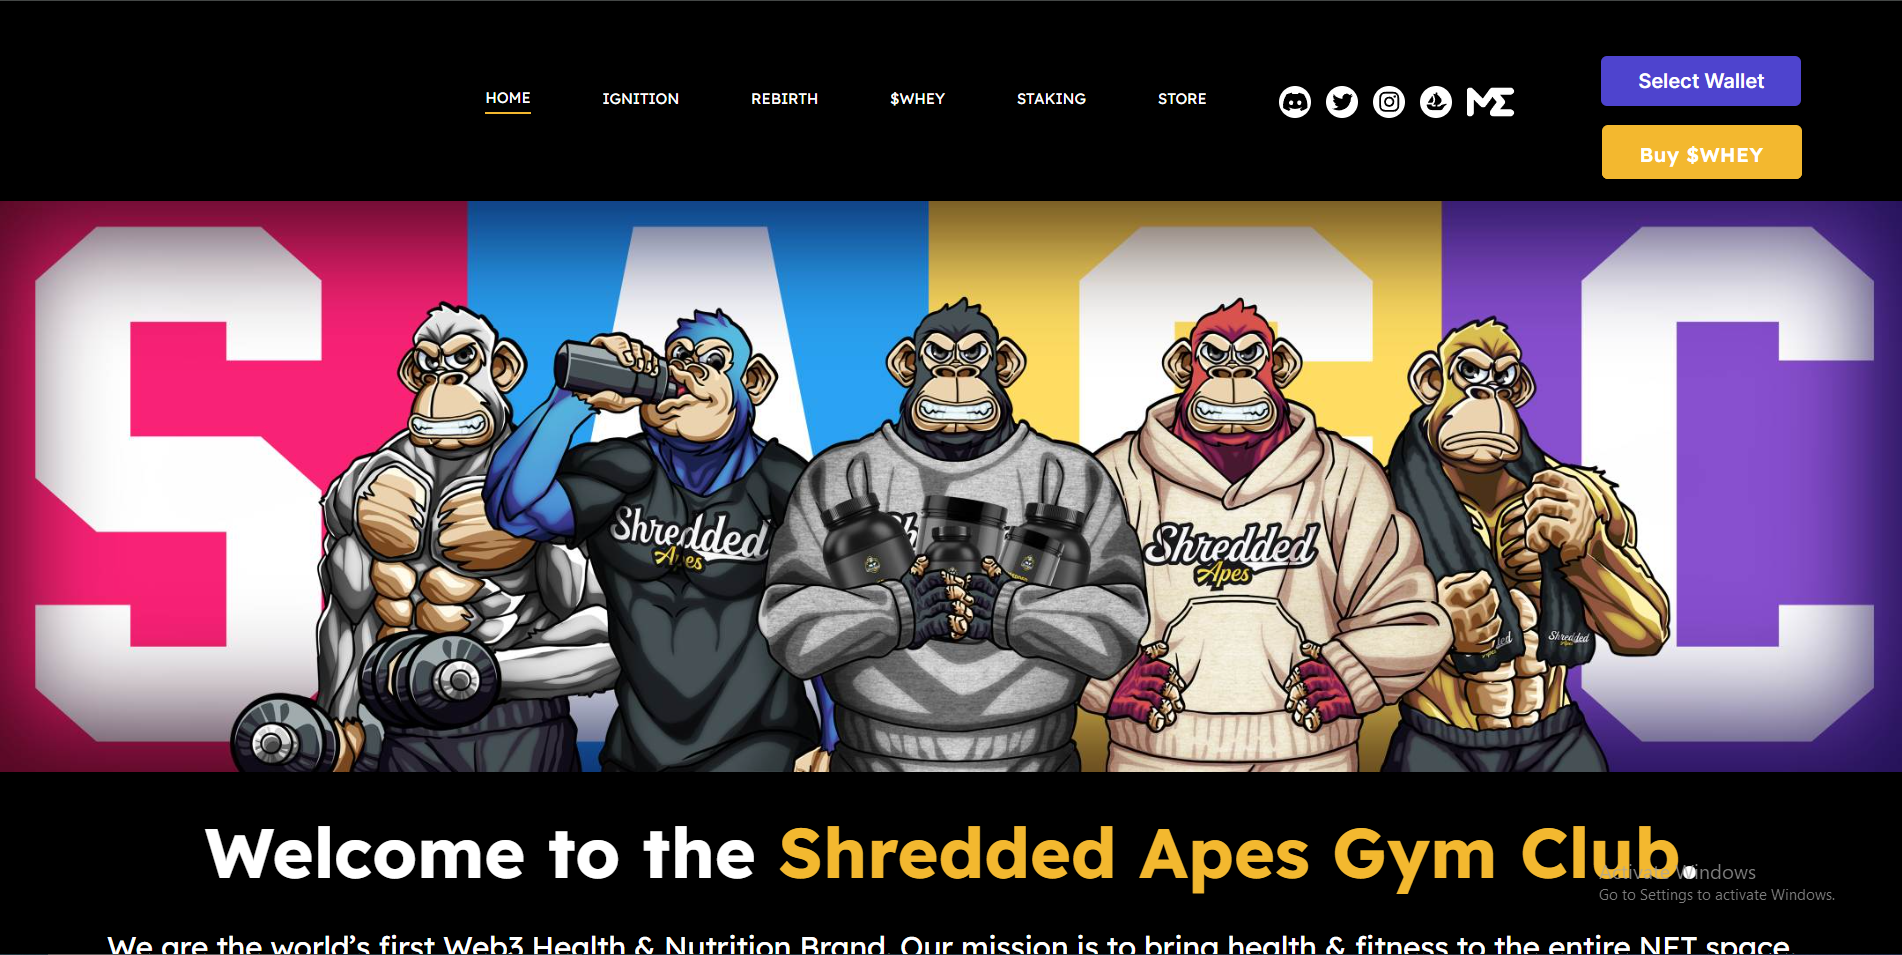 HOME IGNITION REBIRTH $WHEY STAKING STORE
Select Wallet
Buy $WHEY
SAGC
Shredded
Apes
Shredded
Apes
Shredded
Welcome to the Shredded Apes Gym Club.
Activate Windows
Go to Settings to activate Windows.
We are the world’s first Web3 Health & Nutrition Brand. Our mission is to bring health & fitness to the entire NFT space.